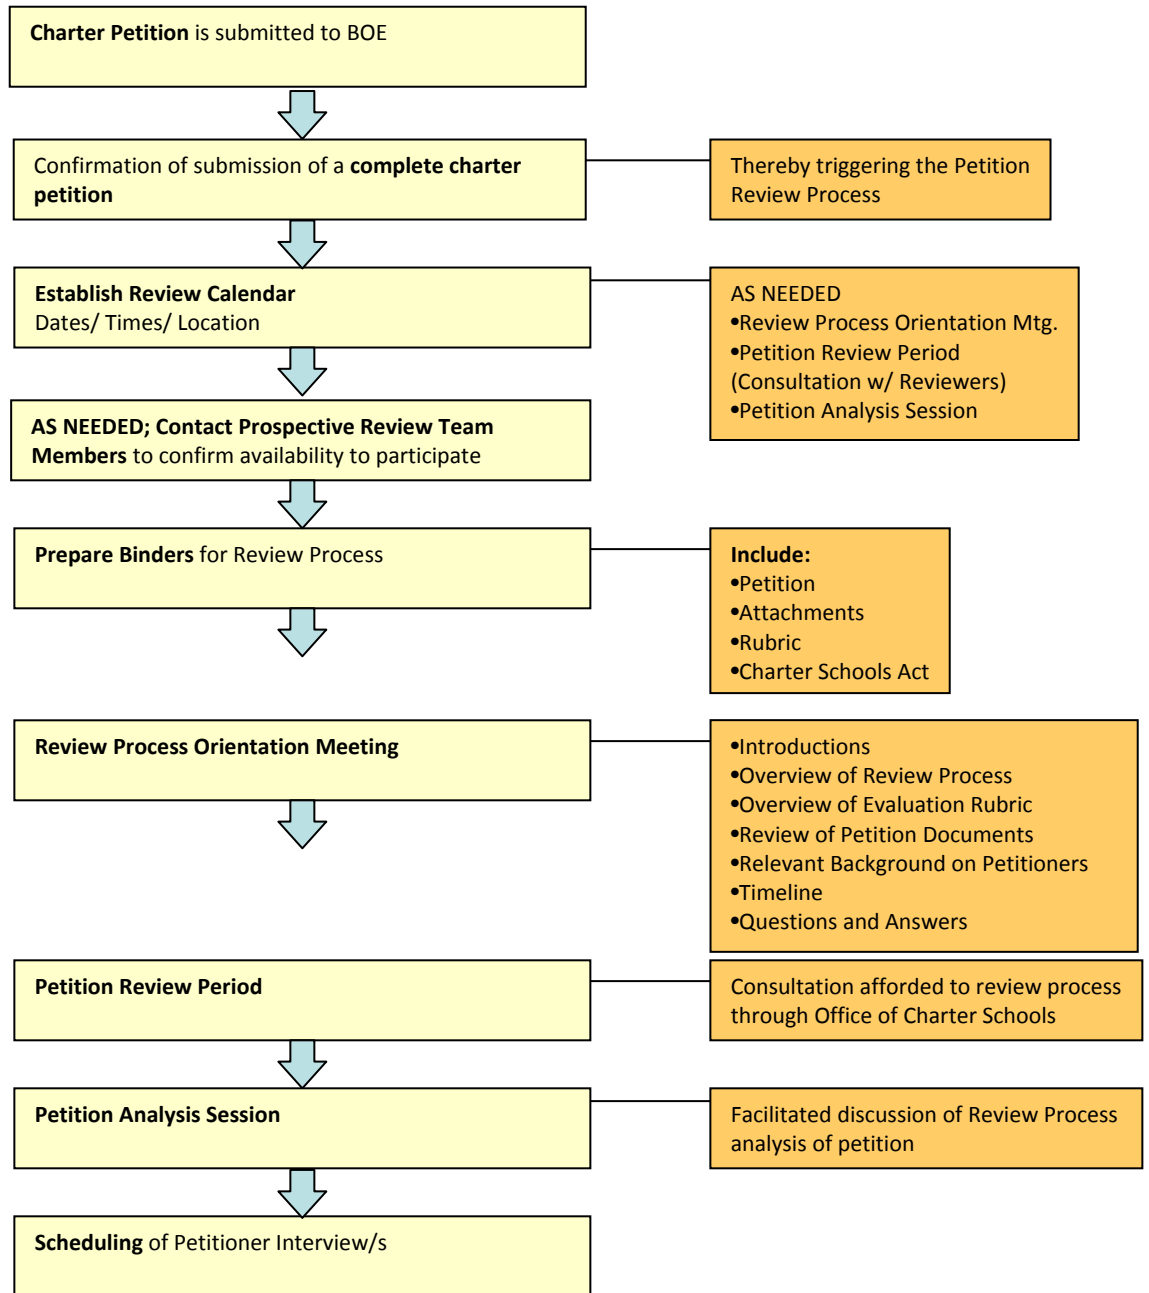 Charter Petition is submitted to BOE
Confirmation of submission of a complete charter
petition
Thereby triggering the Petition
Review Process
Establish Review Calendar
Dates/ Times/ Location
AS NEEDED
•Review Process Orientation Mtg.
•Petition Review Period
(Consultation w/ Reviewers)
•Petition Analysis Session
AS NEEDED; Contact Prospective Review Team
Members to confirm availability to participate
Prepare Binders for Review Process
Include:
•Petition
•Attachments
•Rubric
•Charter Schools Act
Review Process Orientation Meeting
•Introductions
•Overview of Review Process
•Overview of Evaluation Rubric
•Review of Petition Documents
•Relevant Background on Petitioners
•Timeline
•Questions and Answers
Petition Review Period
Consultation afforded to review process
through Office of Charter Schools
Petition Analysis Session
Facilitated discussion of Review Process
analysis of petition
Scheduling of Petitioner Interview/s